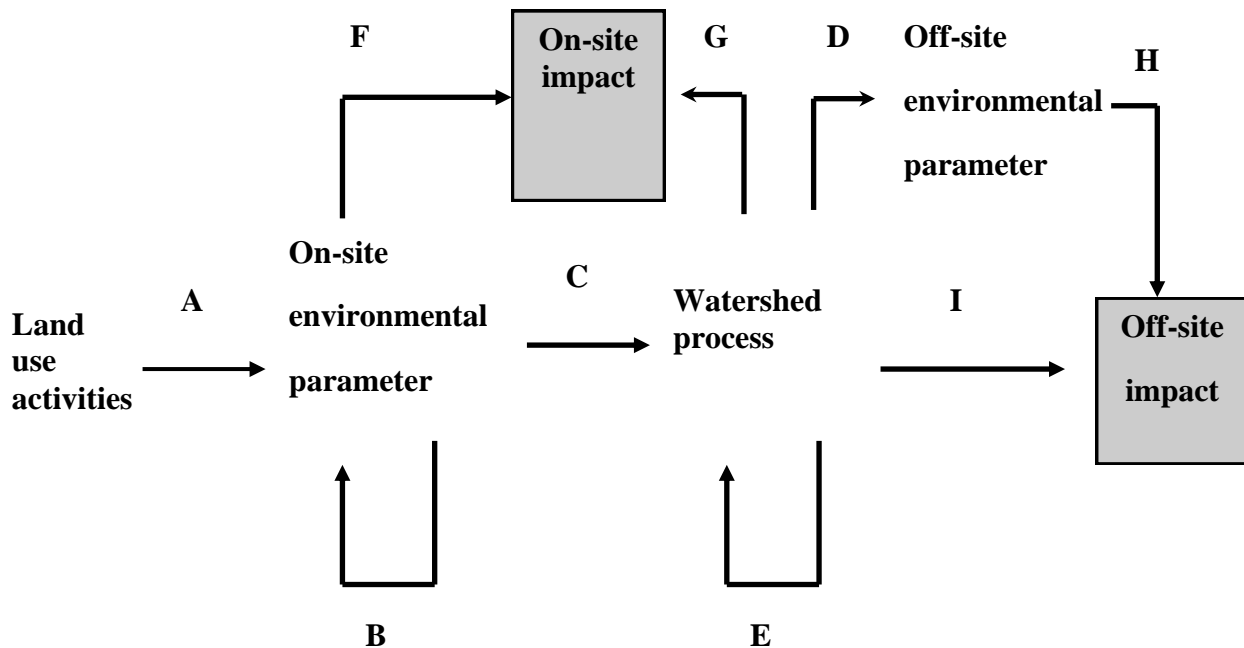 F
On-site
impact
G
D
Off-site
environmental
parameter
H
On-site
environmental
parameter
C
Watershed
process
I
A
Land
use
activities
Off-site
impact
B
E